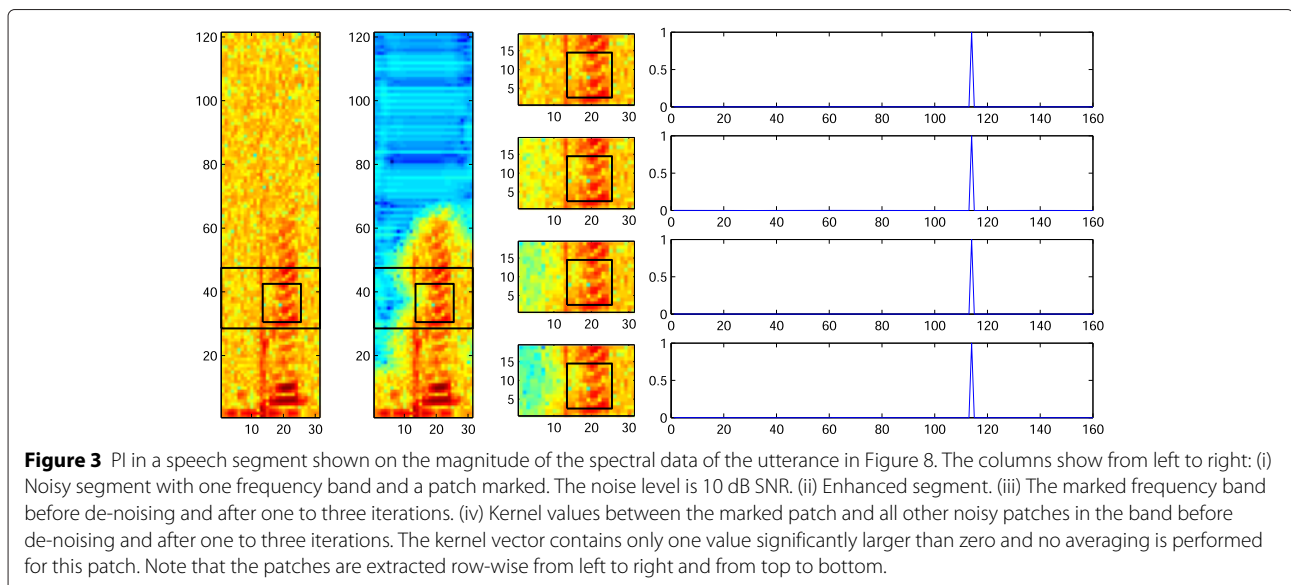 120
100
80
60
40
20
10 20 30
120
100
80
60
40
20
10 20 30
15
10
5
10 20 30
15
10
5
10 20 30
15
10
5
10 20 30
15
10
5
10 20 30
1
0.5
0
0 20 40 60 80 100 120 140 160
1
0.5
0
0 20 40 60 80 100 120 140 160
1
0.5
0
0 20 40 60 80 100 120 140 160
1
0.5
0
0 20 40 60 80 100 120 140 160
Figure 3 PI in a speech segment shown on the magnitude of the spectral data of the utterance in Figure 8. The columns show from left to right: (i)
Noisy segment with one frequency band and a patch marked. The noise level is 10 dB SNR. (ii) Enhanced segment. (iii) The marked frequency band
before de-noising and after one to three iterations. (iv) Kernel values between the marked patch and all other noisy patches in the band before
de-noising and after one to three iterations. The kernel vector contains only one value significantly larger than zero and no averaging is performed
for this patch. Note that the patches are extracted row-wise from left to right and from top to bottom.